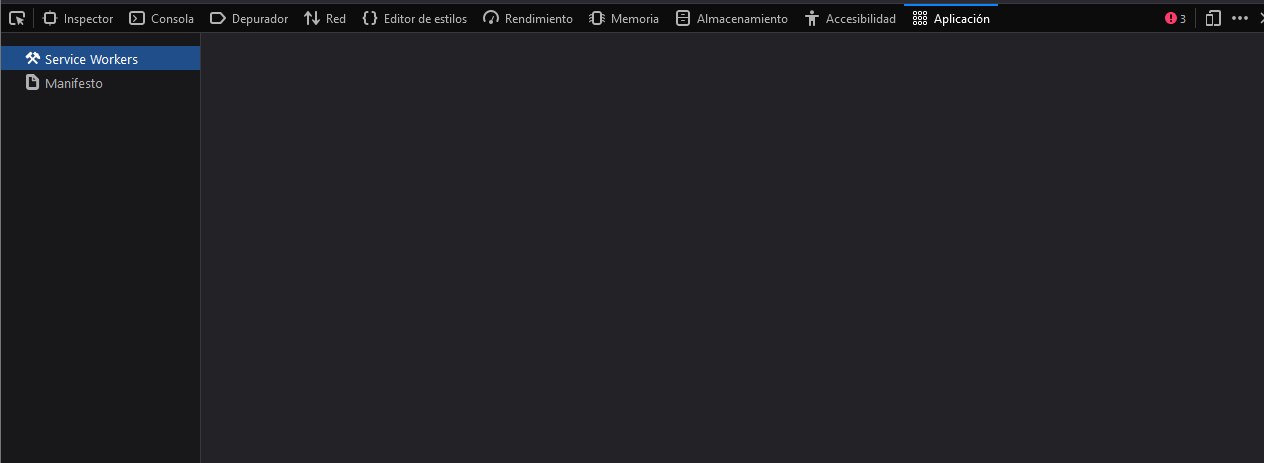 Inspector Consola Depurador Red Editor de estilos Rendimiento Memoria Almacenamiento Accesibilidad Aplicación 3
Service Workers
Manifesto